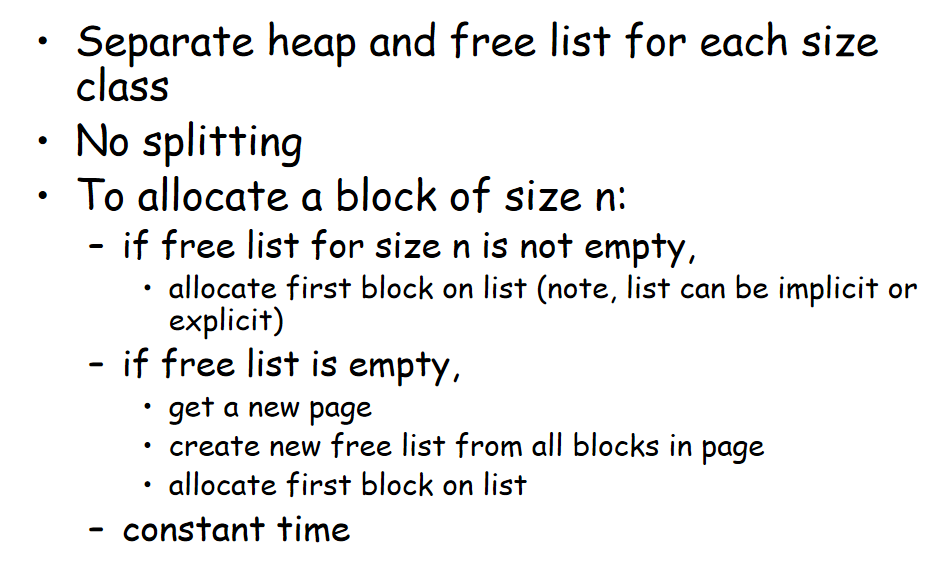 • Separate heap and free list for each size
class
• No splitting
• To allocate a block of size n:
– if free list for size n is not empty,
• allocate first block on list (note, list can be implicit or
explicit)
– if free list is empty,
• get a new page
• create new free list from all blocks in page
• allocate first block on list
– constant time